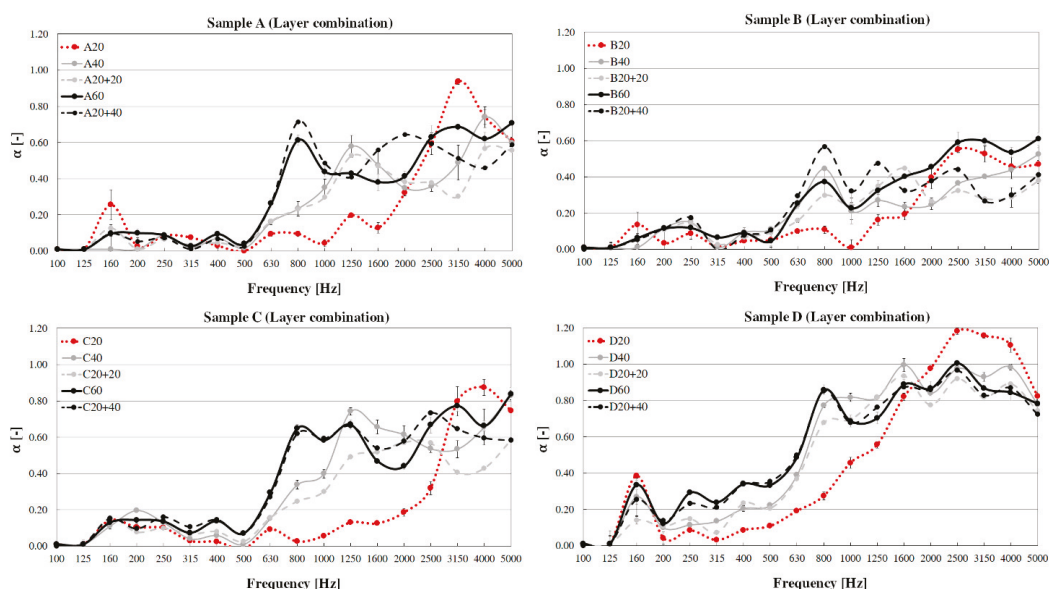 Sample A (Layer combination)
α [-]
1.20
1.00
0.80
0.60
0.40
0.20
0.00
A20
A40
A20+20
A60
A20+40
100 125 160 200 250 315 400 500 630 800 1000 1250 1600 2000 2500 3150 4000 5000
Frequency [Hz]
Sample B (Layer combination)
α [-]
1.20
1.00
0.80
0.60
0.40
0.20
0.00
B20
B40
B20+20
B60
B20+40
100 125 160 200 250 315 400 500 630 800 1000 1250 1600 2000 2500 3150 4000 5000
Frequency [Hz]
Sample C (Layer combination)
α [-]
1.20
1.00
0.80
0.60
0.40
0.20
0.00
C20
C40
C20+20
C60
C20+40
100 125 160 200 250 315 400 500 630 800 1000 1250 1600 2000 2500 3150 4000 5000
Frequency [Hz]
Sample D (Layer combination)
α [-]
1.20
1.00
0.80
0.60
0.40
0.20
0.00
D20
D40
D20+20
D60
D20+40
100 125 160 200 250 315 400 500 630 800 1000 1250 1600 2000 2500 3150 4000 5000
Frequency [Hz]